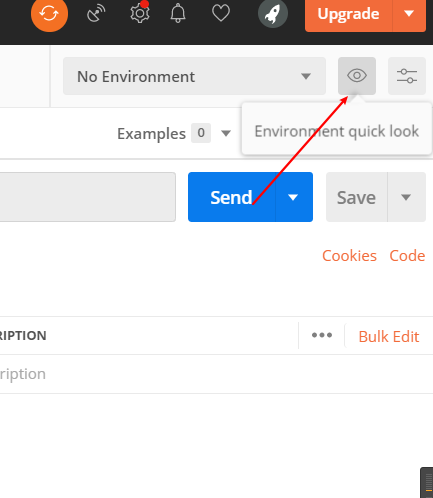 Upgrade
No Environment
Examples 0
Environment quick look
Send
Save
Cookies Code
RIPTION
••• Bulk Edit
ription